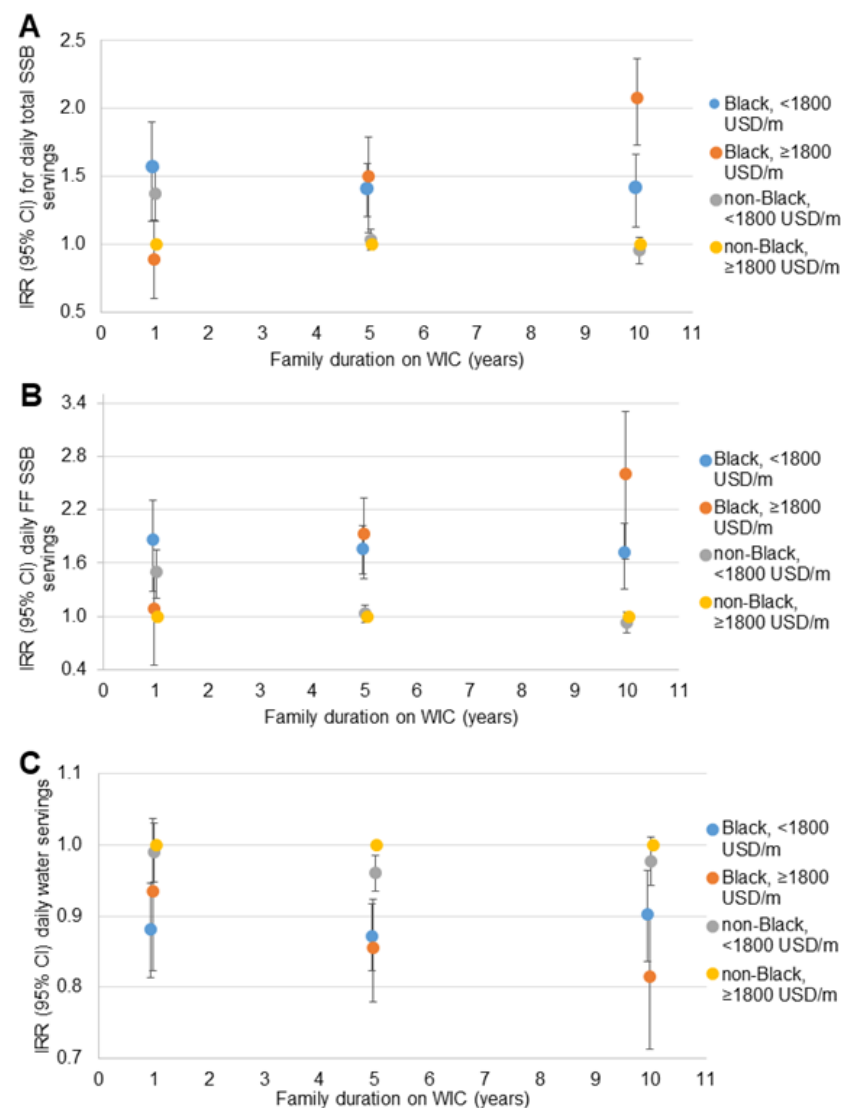 A
IRR (95% CI) for daily total SSB
servings
2.5
2.0
1.5
1.0
0.5
0 1 2 3 4 5 6 7 8 9 10 11
Family duration on WIC (years)
Black, <1800
USD/m
Black, ≥1800
USD/m
non-Black,
<1800 USD/m
non-Black,
≥1800 USD/m
B
IRR (95% CI) daily FF SSB
servings
3.4
2.8
2.2
1.6
1.0
0.4
0 1 2 3 4 5 6 7 8 9 10 11
Family duration on WIC (years)
Black, <1800
USD/m
Black, ≥1800
USD/m
non-Black,
<1800 USD/m
non-Black,
≥1800 USD/m
C
IRR (95% CI) daily water servings
1.1
1.0
0.9
0.8
0.7
0 1 2 3 4 5 6 7 8 9 10 11
Family duration on WIC (years)
Black, <1800
USD/m
Black, ≥1800
USD/m
non-Black,
<1800 USD/m
non-Black,
≥1800 USD/m